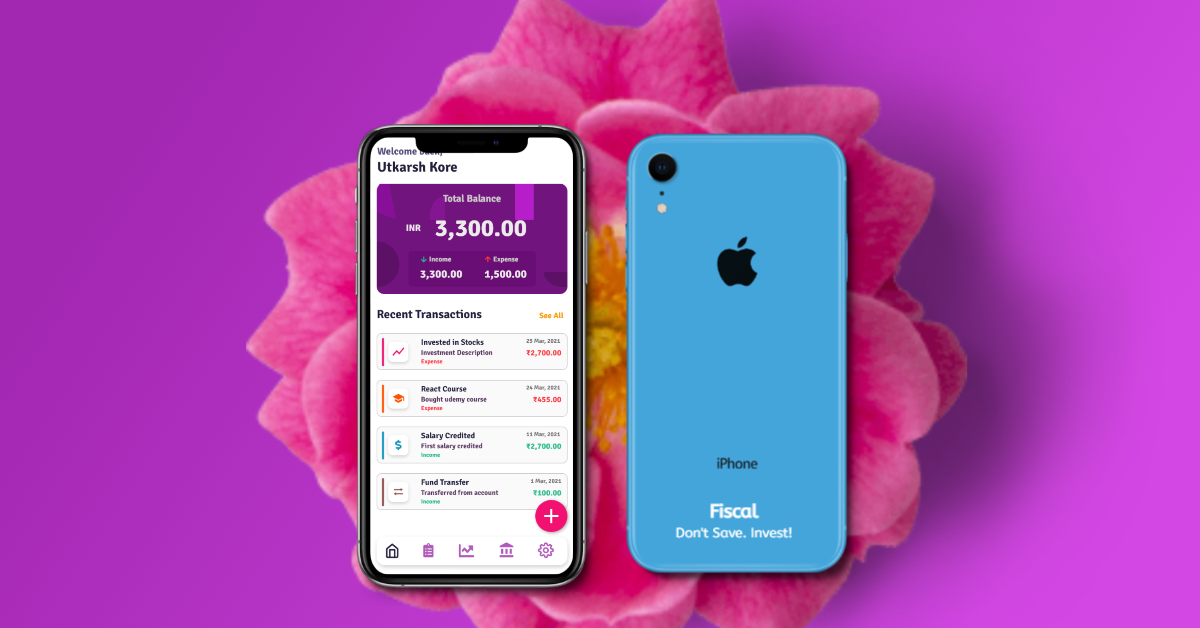 Welcome back,
Utkarsh Kore
Total Balance
INR 3,300.00
Income Expense
3,300.00 1,500.00
Recent Transactions See All
Invested in Stocks 25 Mar, 2021
Investment Description ₹2,700.00
Expense
React Course 24 Mar, 2021
Bought udemy course ₹455.00
Expense
Salary Credited 11 Mar, 2021
First salary credited ₹2,700.00
Income
Fund Transfer 1 Mar, 2021
Transferred from account ₹100.00
Income
iPhone
Fiscal
Don't Save. Invest!